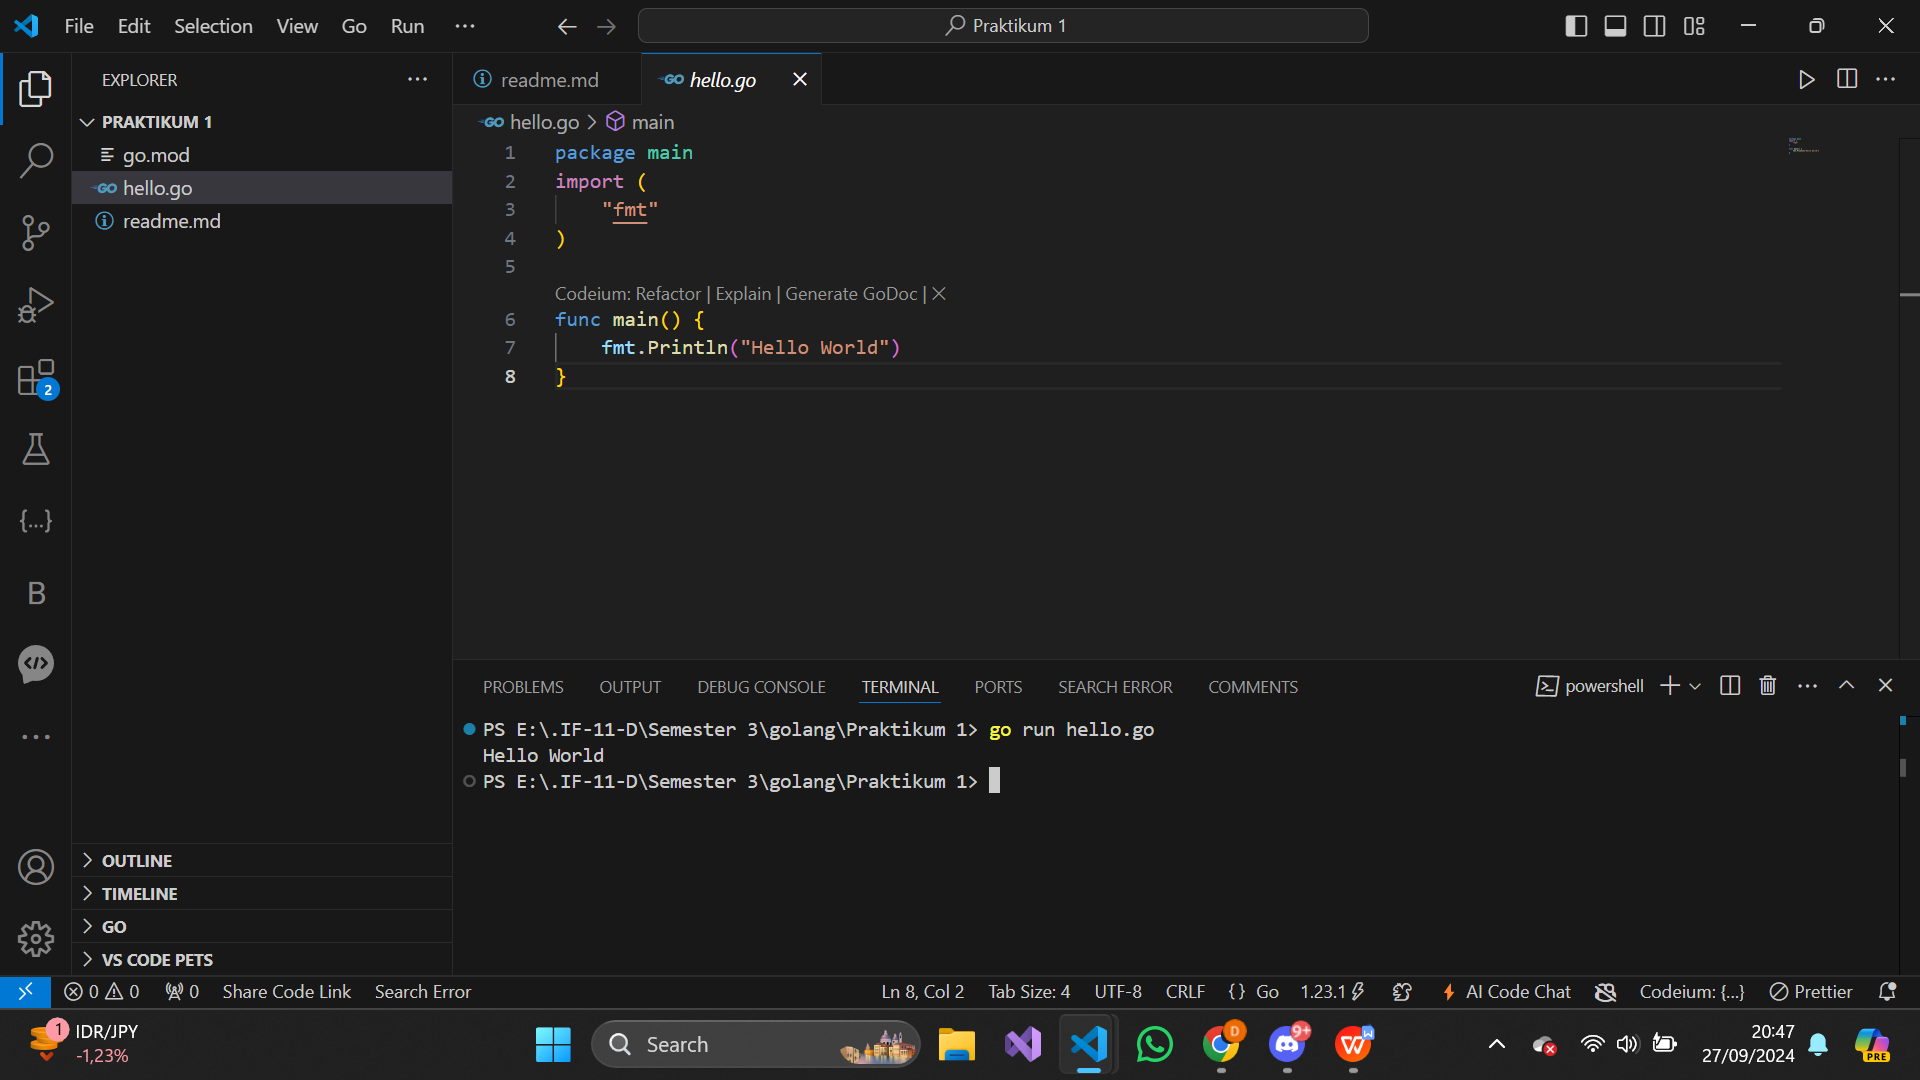 File Edit Selection View Go Run ···
Praktikum 1
EXPLORER
PRAKTIKUM 1
go.mod
hello.go
readme.md
2
B
OUTLINE
TIMELINE
GO
VS CODE PETS
readme.md
GO hello.go
GO hello.go > main
1 package main
2 import (
3 "fmt"
4 )
5
Codeium: Refactor | Explain | Generate GoDoc | ×
6 func main() {
7 fmt.Println("Hello World")
8 }
PROBLEMS OUTPUT DEBUG CONSOLE TERMINAL PORTS SEARCH ERROR COMMENTS
powershell
PS E:\.IF-11-D\Semester 3\golang\Praktikum 1> go run hello.go
Hello World
PS E:\.IF-11-D\Semester 3\golang\Praktikum 1>
0 0 0 Share Code Link Search Error
Ln 8, Col 2 Tab Size: 4 UTF-8 CRLF {} Go 1.23.1 AI Code Chat Codeium: {...} Prettier
1 IDR/JPY
-1,23%
Search
D
9+
W
20:47
27/09/2024
PRE